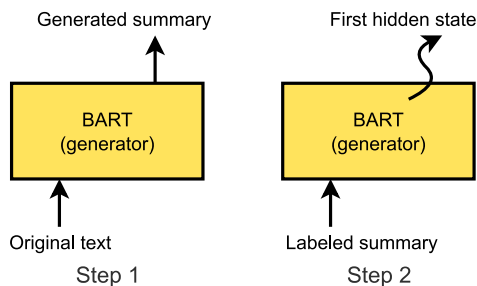 Generated summary
BART
(generator)
Original text
Step 1
First hidden state
BART
(generator)
Labeled summary
Step 2